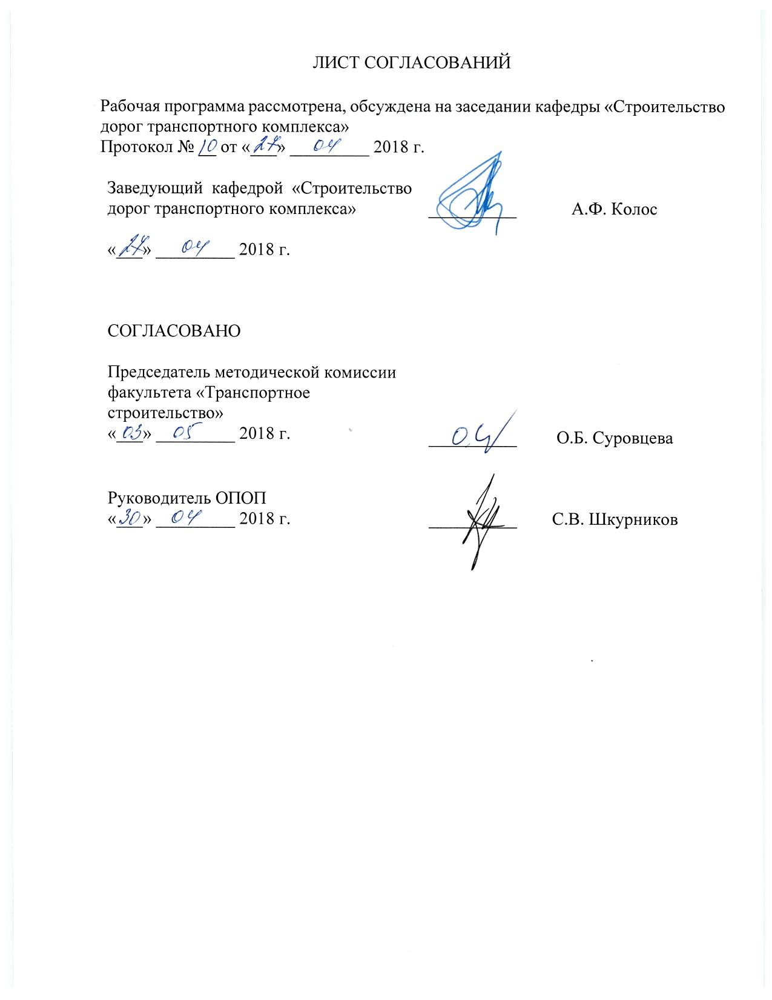 ЛИСТ СОГЛАСОВАНИЙ
Рабочая программа рассмотрена, обсуждена на заседании кафедры «Строительство
дорог транспортного комплекса»
Протокол № 10 от «27» 04 2018 г.
Заведующий кафедрой «Строительство
дорог транспортного комплекса» А.Ф. Колос
«27» 04 2018 г.
СОГЛАСОВАНО
Председатель методической комиссии
факультета «Транспортное
строительство»
«03» 05 2018 г. О.Б. Суровцева
Руководитель ОПОП
«30» 04 2018 г. С.В. Шкурников